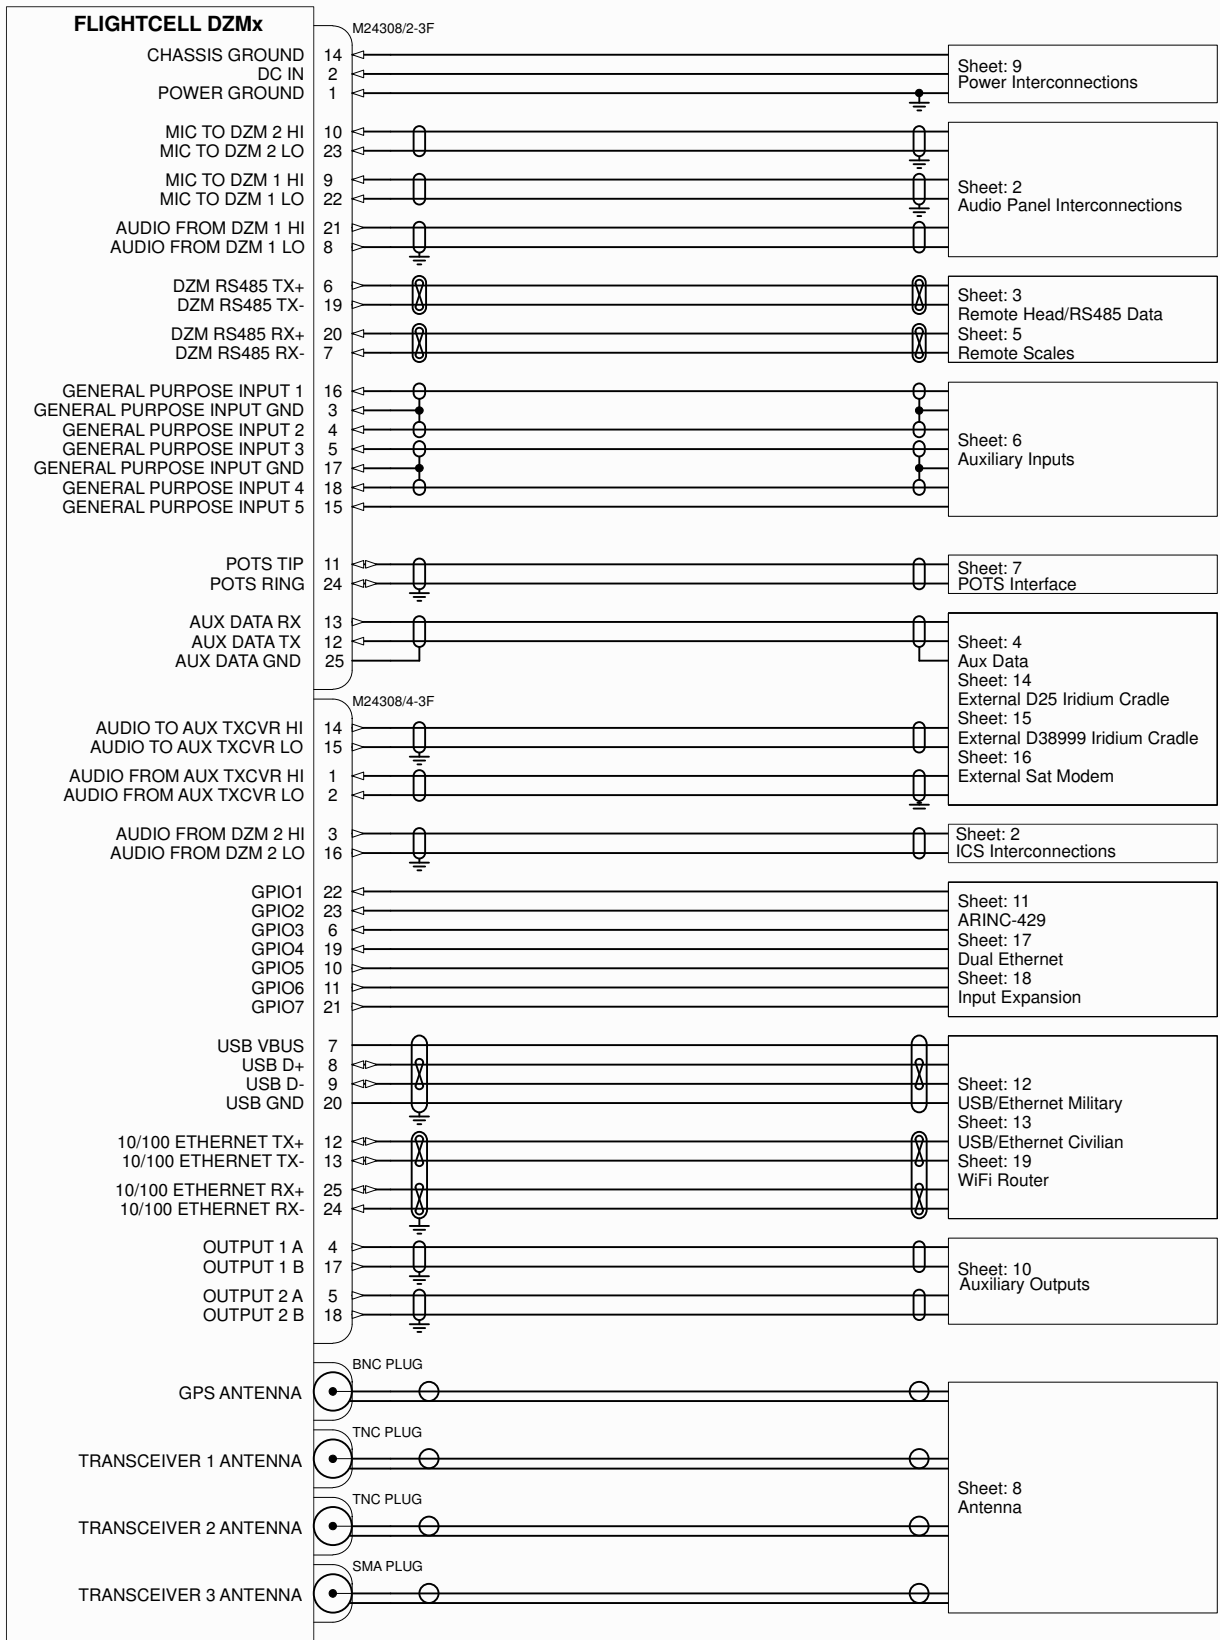 FLIGHTCELL DZMx
M24308/2-3F
CHASSIS GROUND 14
DC IN 2
POWER GROUND 1
Sheet: 9
Power Interconnections
MIC TO DZM 2 HI 10
MIC TO DZM 2 LO 23
MIC TO DZM 1 HI 9
MIC TO DZM 1 LO 22
AUDIO FROM DZM 1 HI 21
AUDIO FROM DZM 1 LO 8
Sheet: 2
Audio Panel Interconnections
DZM RS485 TX+ 6
DZM RS485 TX- 19
DZM RS485 RX+ 20
DZM RS485 RX- 7
Sheet: 3
Remote Head/RS485 Data
Sheet: 5
Remote Scales
GENERAL PURPOSE INPUT 1 16
GENERAL PURPOSE INPUT GND 3
GENERAL PURPOSE INPUT 2 4
GENERAL PURPOSE INPUT 3 5
GENERAL PURPOSE INPUT GND 17
GENERAL PURPOSE INPUT 4 18
GENERAL PURPOSE INPUT 5 15
Sheet: 6
Auxiliary Inputs
POTS TIP 11
POTS RING 24
Sheet: 7
POTS Interface
AUX DATA RX 13
AUX DATA TX 12
AUX DATA GND 25
M24308/4-3F
AUDIO TO AUX TXCVR HI 14
AUDIO TO AUX TXCVR LO 15
AUDIO FROM AUX TXCVR HI 1
AUDIO FROM AUX TXCVR LO 2
Sheet: 4
Aux Data
Sheet: 14
External D25 Iridium Cradle
Sheet: 15
External D38999 Iridium Cradle
Sheet: 16
External Sat Modem
AUDIO FROM DZM 2 HI 3
AUDIO FROM DZM 2 LO 16
Sheet: 2
ICS Interconnections
GPIO1 22
GPIO2 23
GPIO3 6
GPIO4 19
GPIO5 10
GPIO6 11
GPIO7 21
Sheet: 11
ARINC-429
Sheet: 17
Dual Ethernet
Sheet: 18
Input Expansion
USB VBUS 7
USB D+ 8
USB D- 9
USB GND 20
10/100 ETHERNET TX+ 12
10/100 ETHERNET TX- 13
10/100 ETHERNET RX+ 25
10/100 ETHERNET RX- 24
Sheet: 12
USB/Ethernet Military
Sheet: 13
USB/Ethernet Civilian
Sheet: 19
WiFi Router
OUTPUT 1 A 4
OUTPUT 1 B 17
OUTPUT 2 A 5
OUTPUT 2 B 18
Sheet: 10
Auxiliary Outputs
BNC PLUG
GPS ANTENNA
TNC PLUG
TRANSCEIVER 1 ANTENNA
TNC PLUG
TRANSCEIVER 2 ANTENNA
SMA PLUG
TRANSCEIVER 3 ANTENNA
Sheet: 8
Antenna